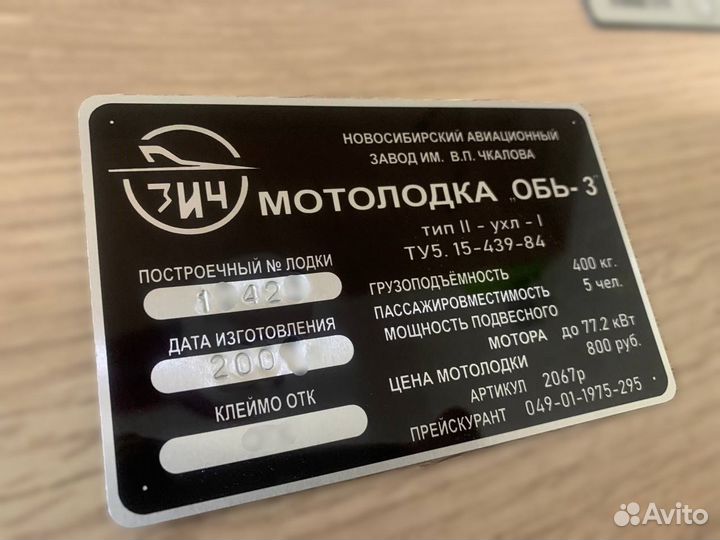 ЗИЧ
НОВОСИБИРСКИЙ АВИАЦИОННЫЙ
ЗАВОД ИМ. В.П. ЧКАЛОВА
МОТОЛОДКА „ОБЬ-3"
тип II - ухл - I
ТУ5. 15-439-84
ПОСТРОЕЧНЫЙ № ЛОДКИ
ДАТА ИЗГОТОВЛЕНИЯ
200
КЛЕЙМО ОТК
ГРУЗОПОДЪЁМНОСТЬ 400 кг.
ПАССАЖИРОВМЕСТИМОСТЬ 5 чел.
МОЩНОСТЬ ПОДВЕСНОГО
МОТОРА до 77.2 кВт
ЦЕНА МОТОЛОДКИ 800 руб.
АРТИКУЛ 2067р
ПРЕЙСКУРАНТ 049-01-1975-295
Avito